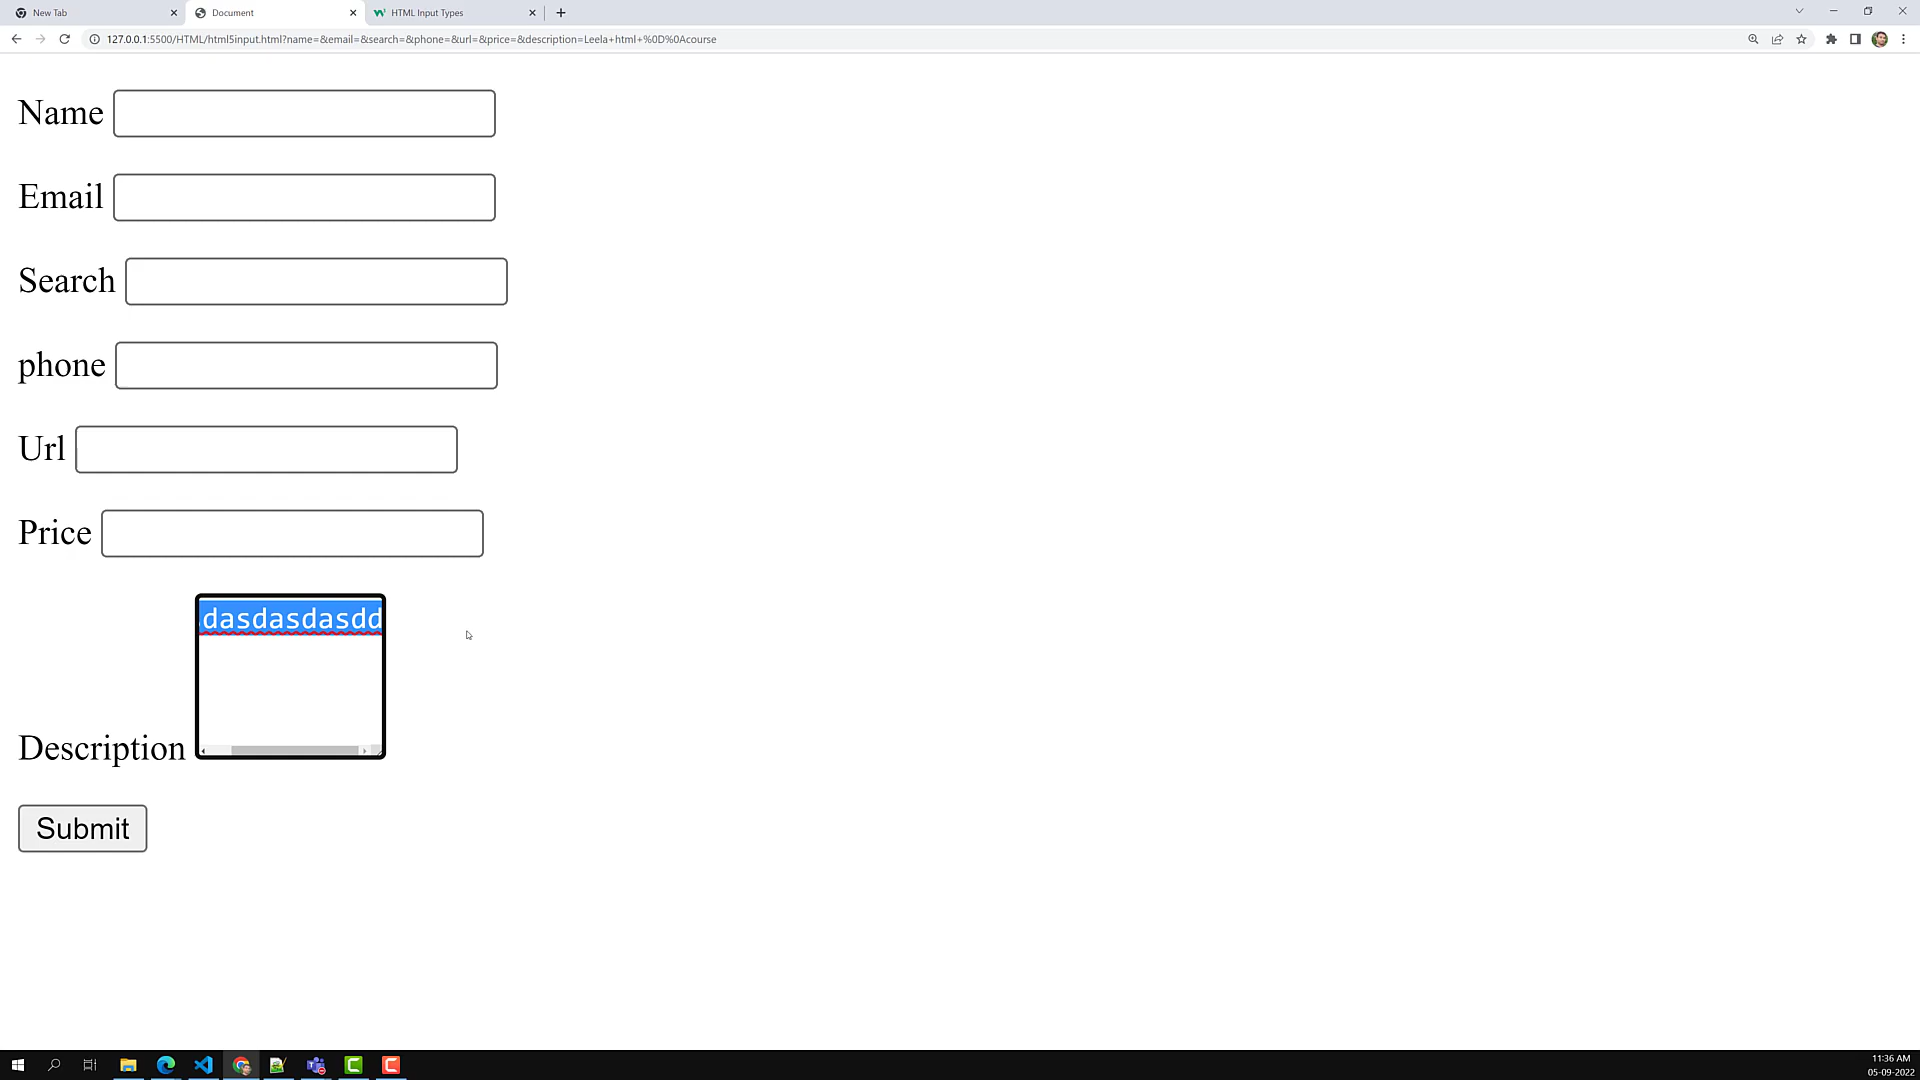 New Tab
Document
HTML Input Types
127.0.0.1:5500/HTML/html5input.html?name=&email=&search=&phone=&url=&price=&description=Leela+html+%0D%0Acourse
Name
Email
Search
phone
Url
Price
dasdasdasdd
Description
Submit
11:36 AM
05-09-2022